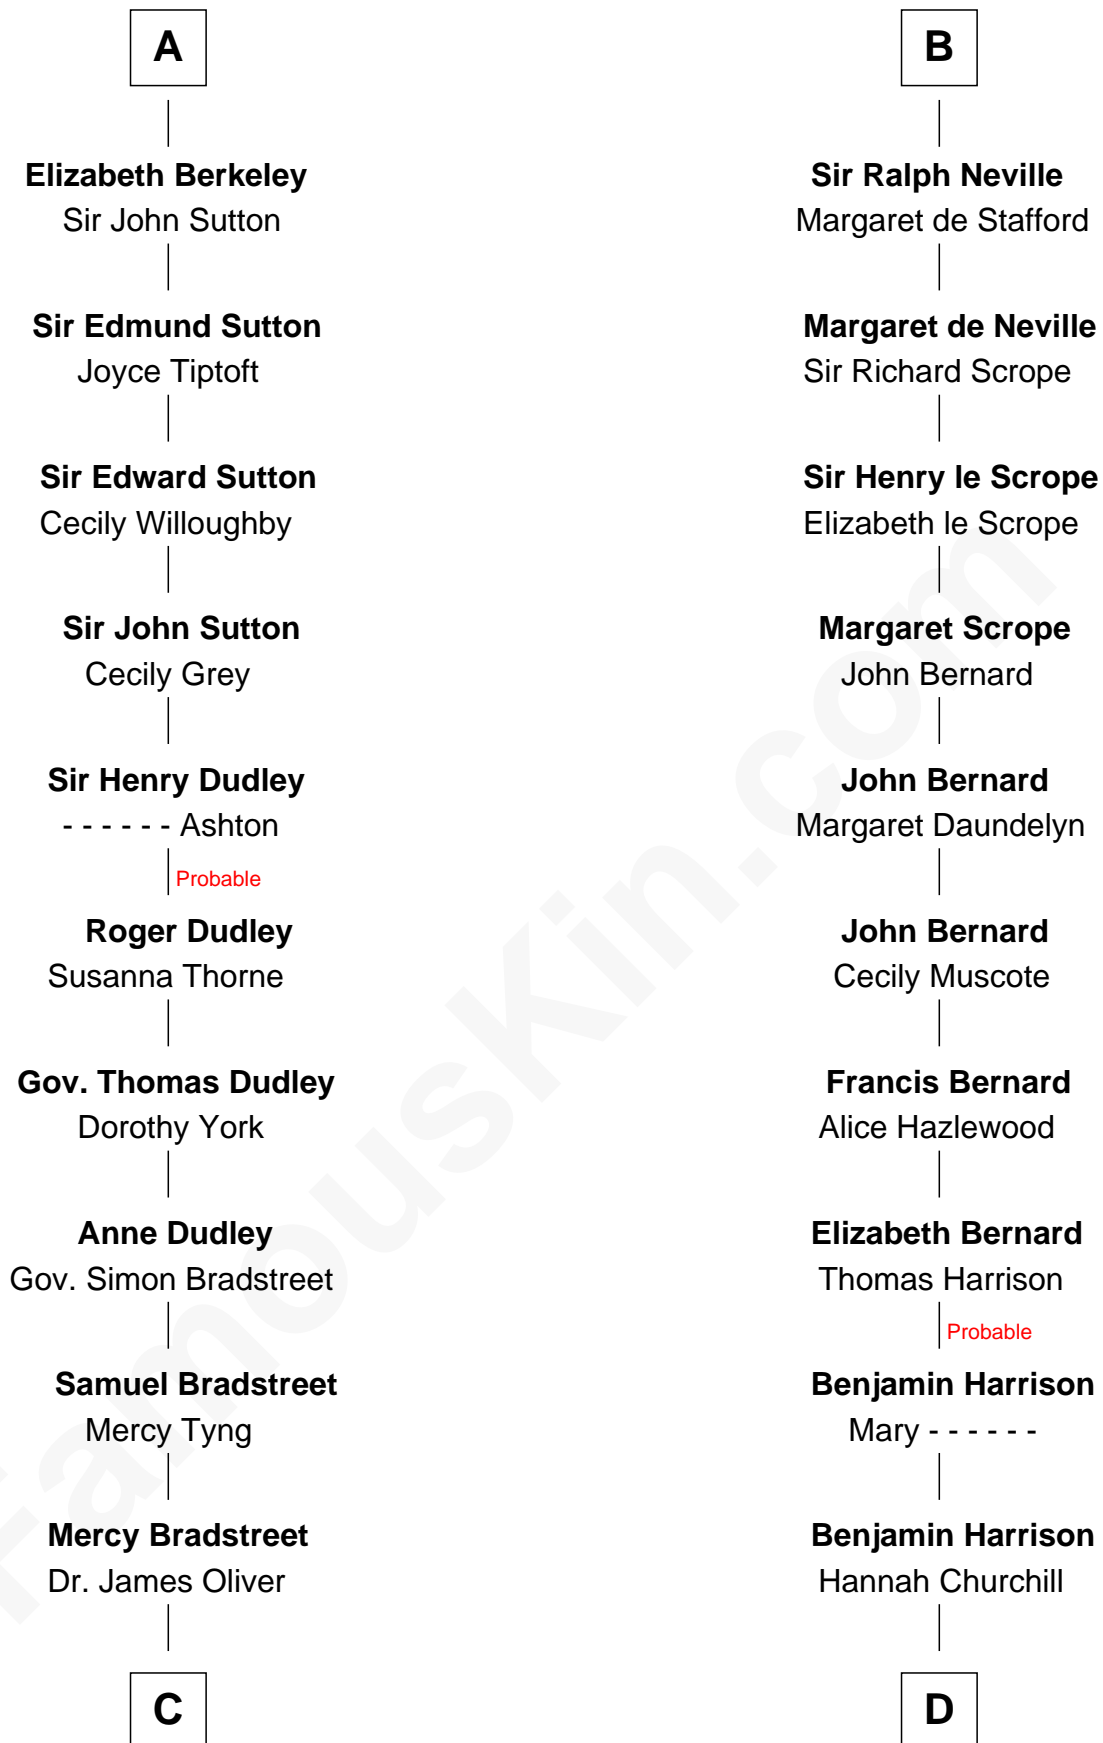 A
Elizabeth Berkeley
Sir John Sutton
Sir Edmund Sutton
Joyce Tiptoft
Sir Edward Sutton
Cecily Willoughby
Sir John Sutton
Cecily Grey
Sir Henry Dudley
- - - - - - Ashton
Probable
Roger Dudley
Susanna Thorne
Gov. Thomas Dudley
Dorothy York
Anne Dudley
Gov. Simon Bradstreet
Samuel Bradstreet
Mercy Tyng
Mercy Bradstreet
Dr. James Oliver
C
B
Sir Ralph Neville
Margaret de Stafford
Margaret de Neville
Sir Richard Scrope
Sir Henry le Scrope
Elizabeth le Scrope
Margaret Scrope
John Bernard
John Bernard
Margaret Daundelyn
John Bernard
Cecily Muscote
Francis Bernard
Alice Hazlewood
Elizabeth Bernard
Thomas Harrison
Probable
Benjamin Harrison
Mary - - - - - -
Benjamin Harrison
Hannah Churchill
D
FamousKin.com